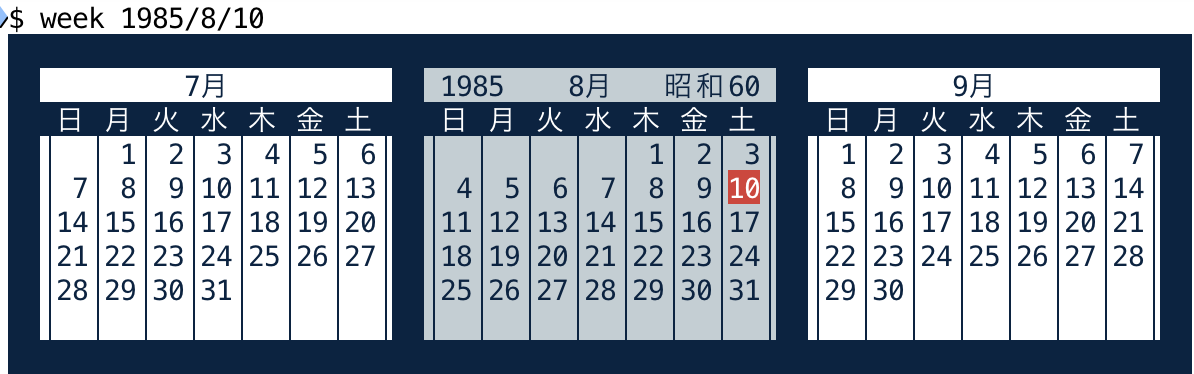 $ week 1985/8/10
7月 1985 8月 昭和60 9月
日 月 火 水 木 金 土 日 月 火 水 木 金 土 日 月 火 水 木 金 土
1 2 3 4 5 6 1 2 3 1 2 3 4 5 6 7
7 8 9 10 11 12 13 4 5 6 7 8 9 10 8 9 10 11 12 13 14
14 15 16 17 18 19 20 11 12 13 14 15 16 17 15 16 17 18 19 20 21
21 22 23 24 25 26 27 18 19 20 21 22 23 24 22 23 24 25 26 27 28
28 29 30 31 25 26 27 28 29 30 31 29 30